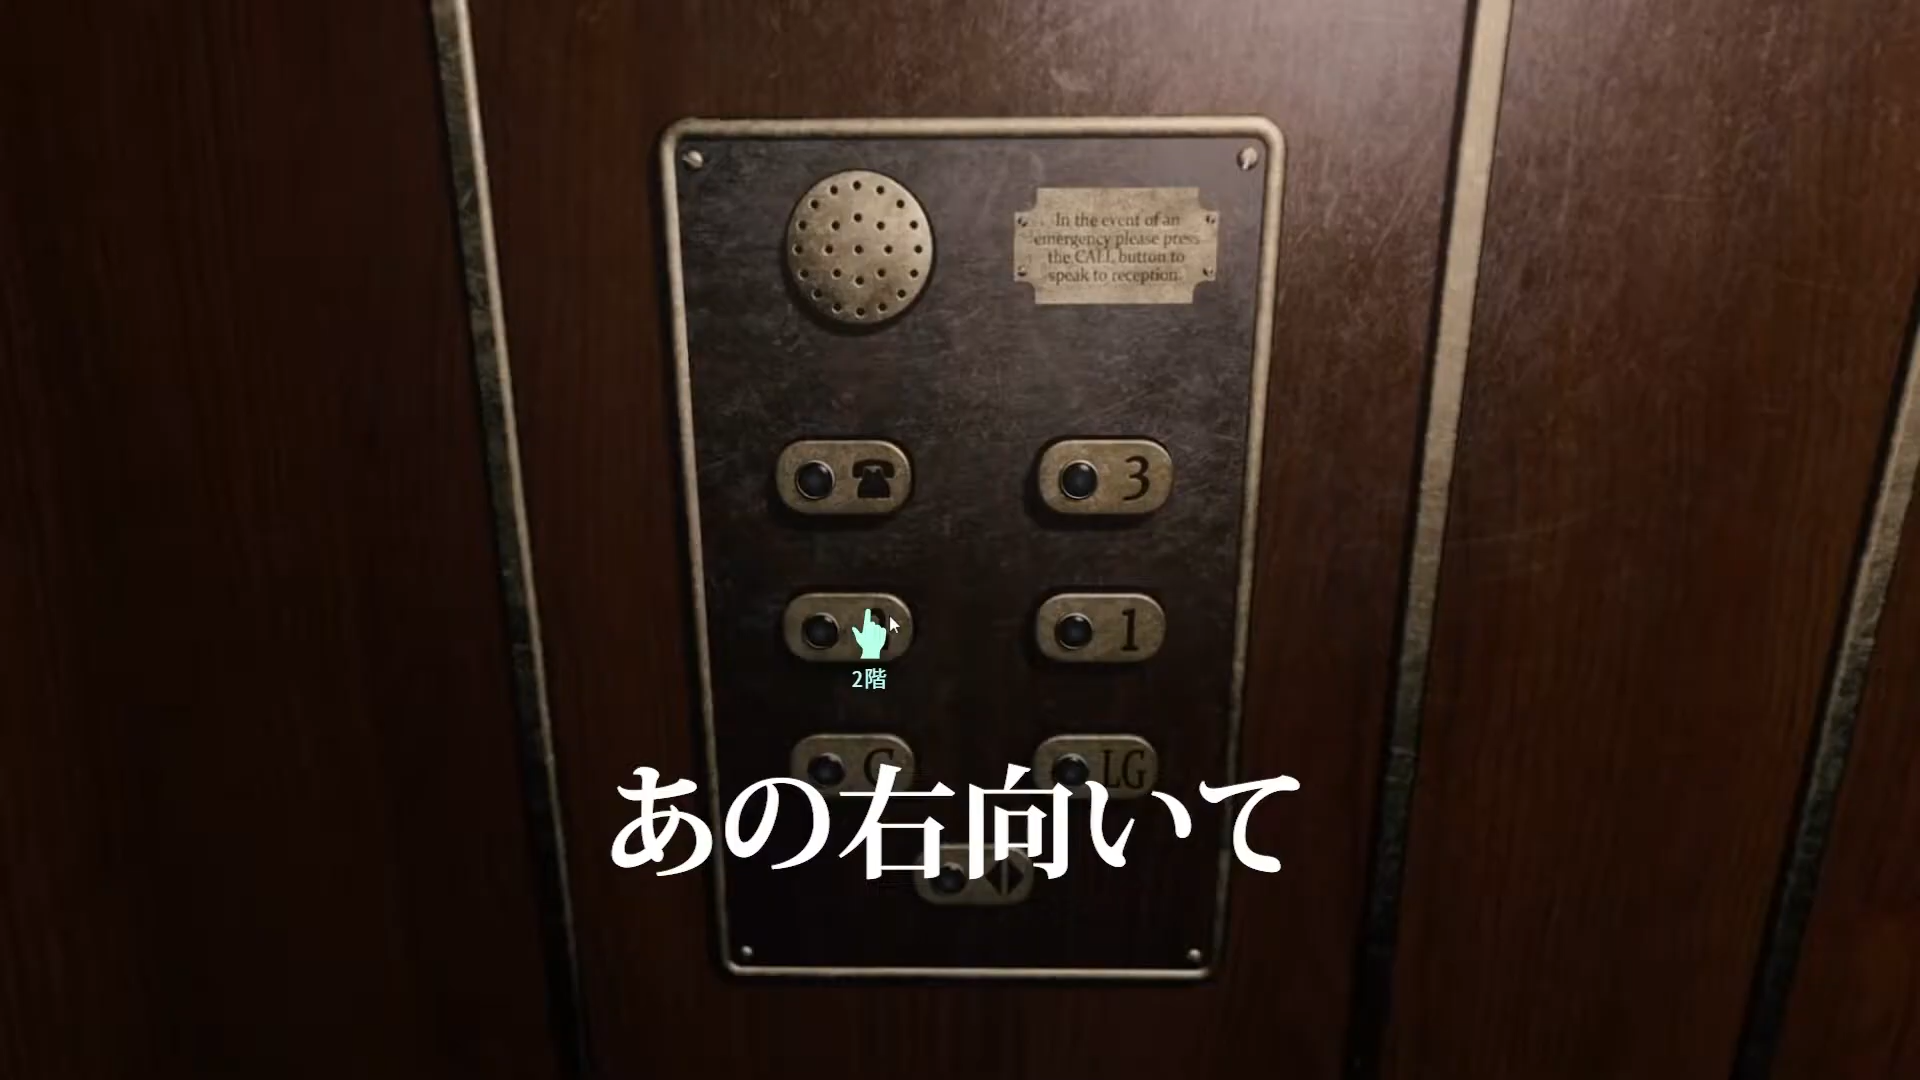 In the event of an
emergency please press
the CALL button to
speak to reception.
3
1
2階
G
LG
あの右向いて